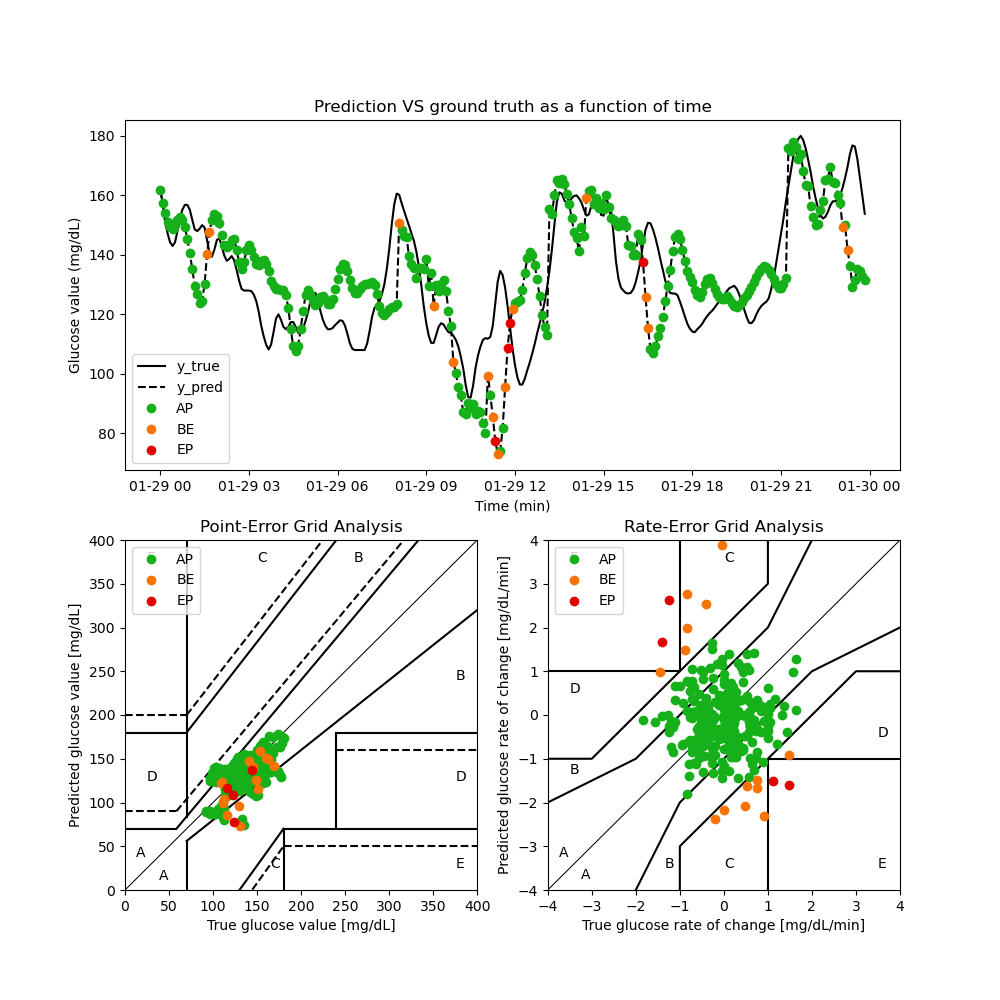 Prediction VS ground truth as a function of time
Glucose value (mg/dL)
180
160
140
120
100
80
y_true
y_pred
AP
BE
EP
01-29 00 01-29 03 01-29 06 01-29 09 01-29 12 01-29 15 01-29 18 01-29 21 01-30 00
Time (min)
Point-Error Grid Analysis
Predicted glucose value [mg/dL]
400
350
300
250
200
150
100
50
0
AP
BE
EP
C
B
B
D
D
A
A
C
E
0 50 100 150 200 250 300 350 400
True glucose value [mg/dL]
Rate-Error Grid Analysis
Predicted glucose rate of change [mg/dL/min]
4
3
2
1
0
−1
−2
−3
−4
AP
BE
EP
C
D
D
B
A
A
B
C
E
−4 −3 −2 −1 0 1 2 3 4
True glucose rate of change [mg/dL/min]